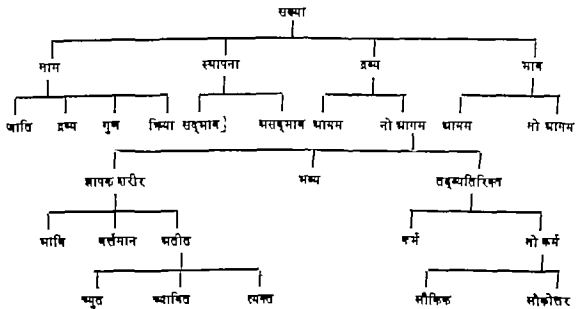 सख्या
नाम स्थापना द्रव्य भाव
जाति द्रव्य गुण क्रिया सद्भाव असद्भाव आगम नो आगम आगम नो आगम
ज्ञापक शरीर भव्य तद्व्यतिरिक्त
भावि वर्तमान अतीत कर्म नो कर्म
च्युत च्यावित त्यक्त लौकिक लोकोत्तर